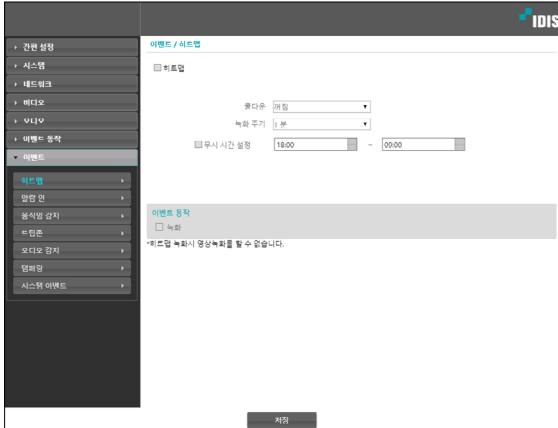 IDIS
간편 설정
시스템
네트워크
비디오
오디오
이벤트 동작
이벤트
히트맵
알람 인
움직임 감지
트립존
오디오 감지
탬퍼링
시스템 이벤트
이벤트 / 히트맵
히트맵
쿨다운 꺼짐
녹화 주기 1 분
무시 시간 설정 18:00 ~ 09:00
이벤트 동작
녹화
*히트맵 녹화시 영상녹화를 할 수 없습니다.
저장